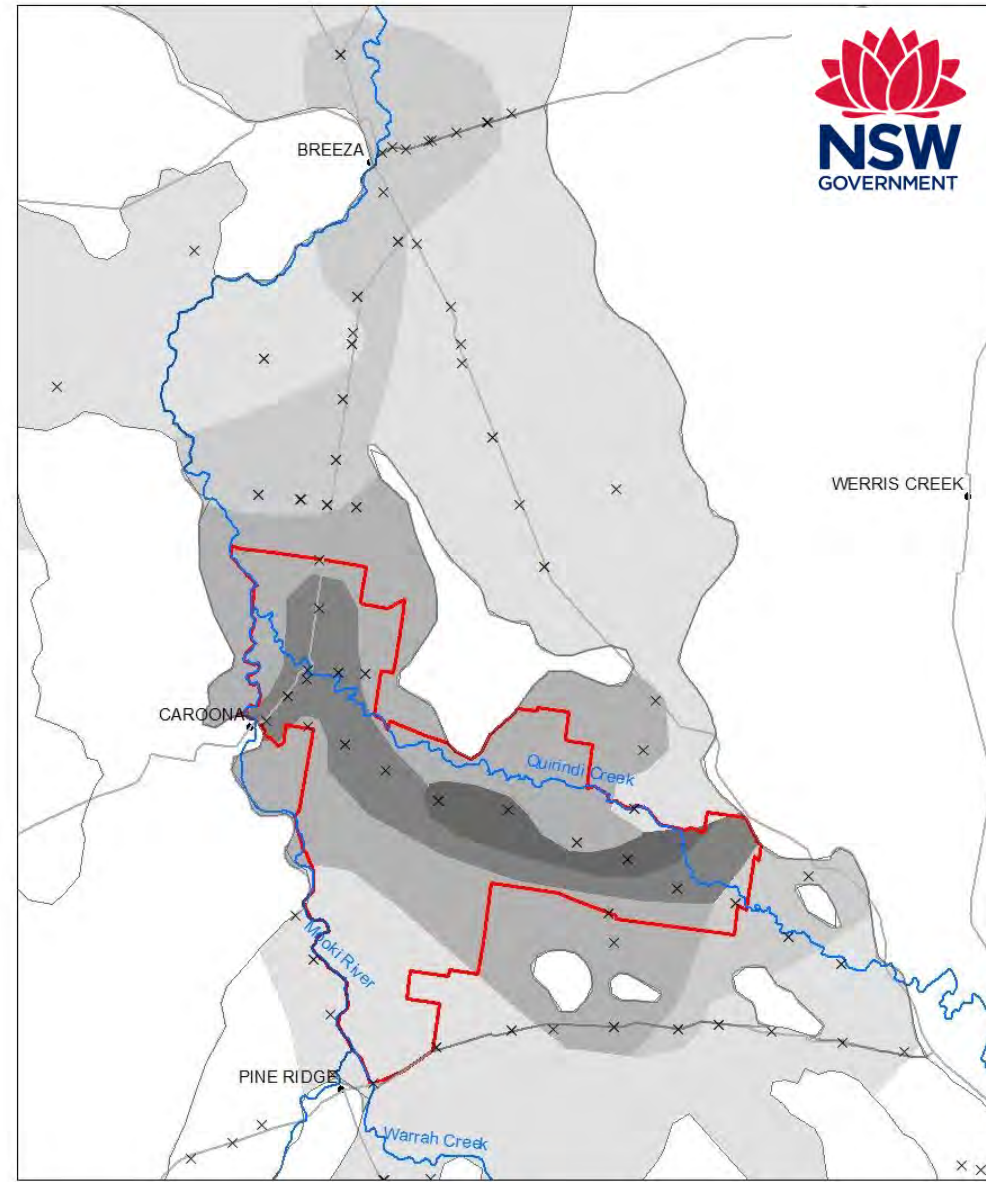 NSW
GOVERNMENT
BREEZA
WERRIS CREEK
CAROONA
Quirindi Creek
Mooki River
PINE RIDGE
Warrah Creek